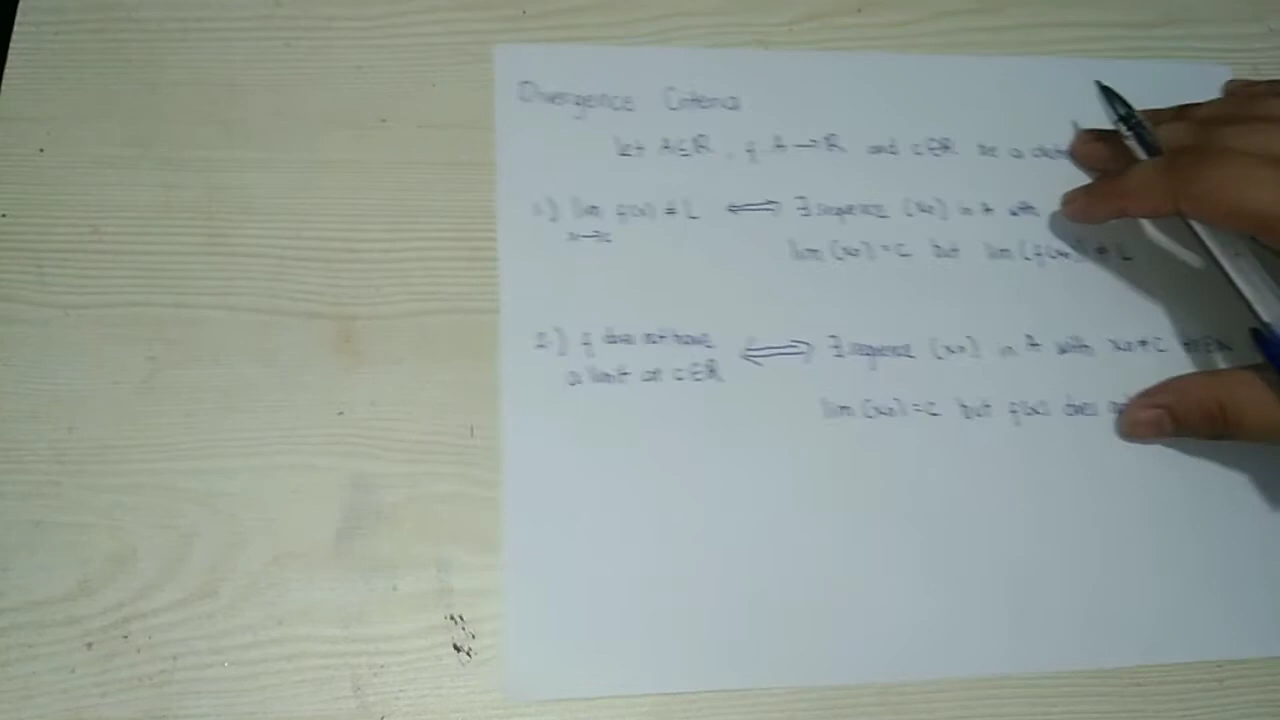 Divergence Criteria
Let A⊆ℝ, f: A→ℝ and c∈ℝ be a
1.) lim f(x) ≠ L ⟺ ∃ sequence (xn) in A with
x→c
lim (xn) = c but lim (f(xn)) ≠ L
2.) f does not have ⟺ ∃ sequence (xn) in A with xn≠c
a limit at c∈ℝ
lim (xn) = c but f(xn) does